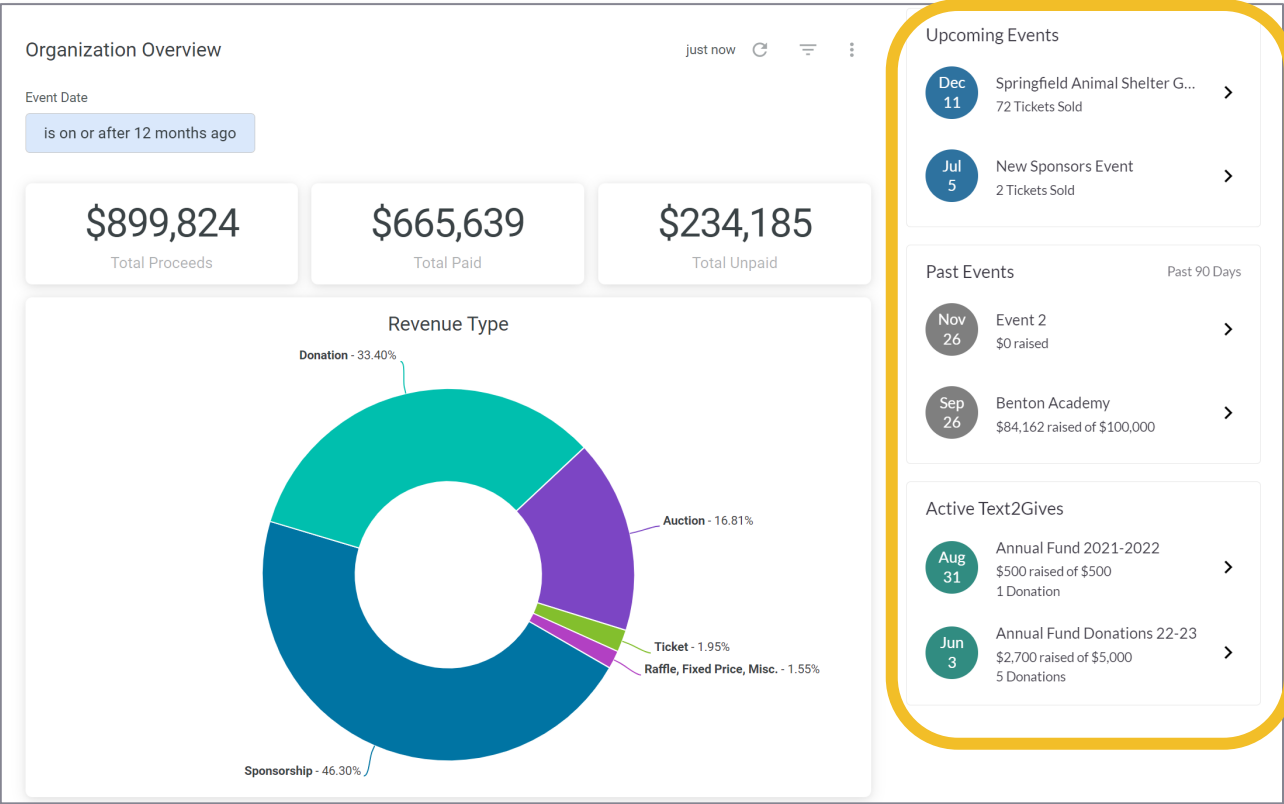 Organization Overview
just now
Event Date
is on or after 12 months ago
$899,824
Total Proceeds
$665,639
Total Paid
$234,185
Total Unpaid
Revenue Type
Donation - 33.40%
Auction - 16.81%
Ticket - 1.95%
Raffle, Fixed Price, Misc. - 1.55%
Sponsorship - 46.30%
Upcoming Events
Dec
11
Springfield Animal Shelter G...
72 Tickets Sold
Jul
5
New Sponsors Event
2 Tickets Sold
Past Events
Past 90 Days
Nov
26
Event 2
$0 raised
Sep
26
Benton Academy
$84,162 raised of $100,000
Active Text2Gives
Aug
31
Annual Fund 2021-2022
$500 raised of $500
1 Donation
Jun
3
Annual Fund Donations 22-23
$2,700 raised of $5,000
5 Donations